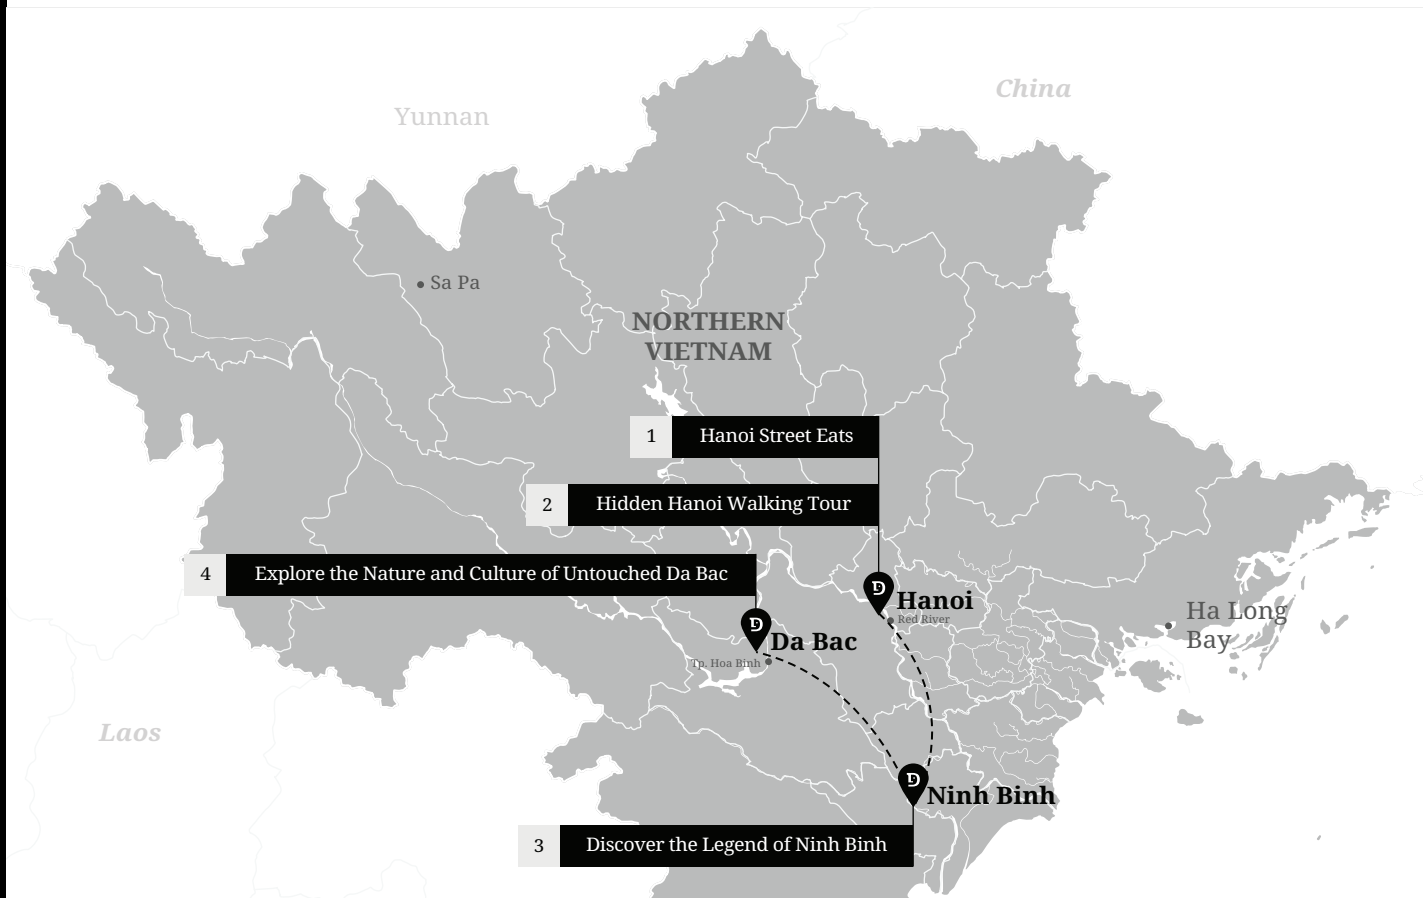 China
Yunnan
Sa Pa
NORTHERN
VIETNAM
1 Hanoi Street Eats
2 Hidden Hanoi Walking Tour
4 Explore the Nature and Culture of Untouched Da Bac
D
Hanoi
Red River
Ha Long
Bay
D
Da Bac
Tp. Hoa Binh
Laos
D
Ninh Binh
3 Discover the Legend of Ninh Binh